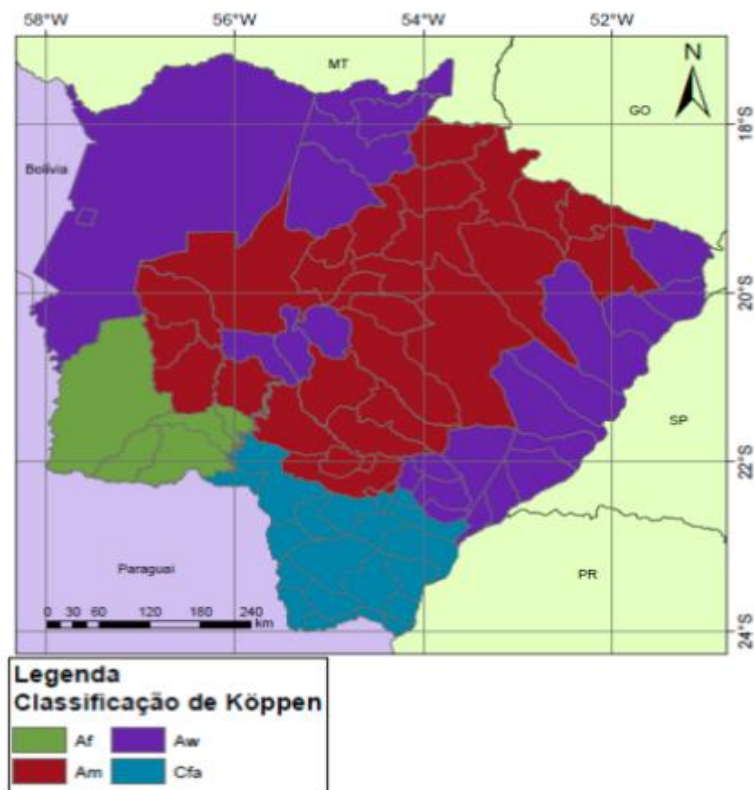 58°W 56°W 54°W 52°W
N
MT
GO
18°S
Bolívia
20°S
SP
22°S
Paraguai
PR
0 30 60 120 180 240
km
24°S
Legenda
Classificação de Köppen
Af Aw
Am Cfa